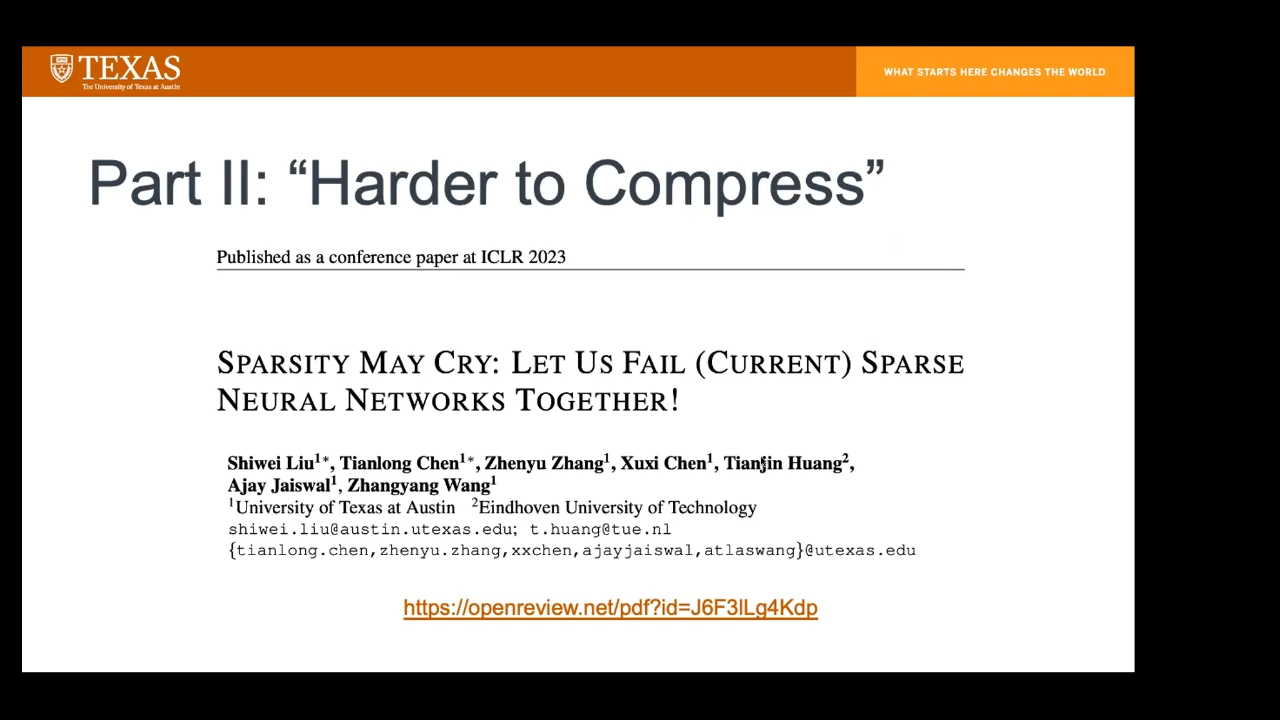 TEXAS
The University of Texas at Austin
WHAT STARTS HERE CHANGES THE WORLD
Part II: “Harder to Compress”
Published as a conference paper at ICLR 2023
SPARSITY MAY CRY: LET US FAIL (CURRENT) SPARSE
NEURAL NETWORKS TOGETHER!
Shiwei Liu¹*, Tianlong Chen¹*, Zhenyu Zhang¹, Xuxi Chen¹, Tianjin Huang²,
Ajay Jaiswal¹, Zhangyang Wang¹
¹University of Texas at Austin ²Eindhoven University of Technology
shiwei.liu@austin.utexas.edu; t.huang@tue.nl
{tianlong.chen,zhenyu.zhang,xxchen,ajayjaiswal,atlaswang}@utexas.edu
https://openreview.net/pdf?id=J6F3lLg4Kdp